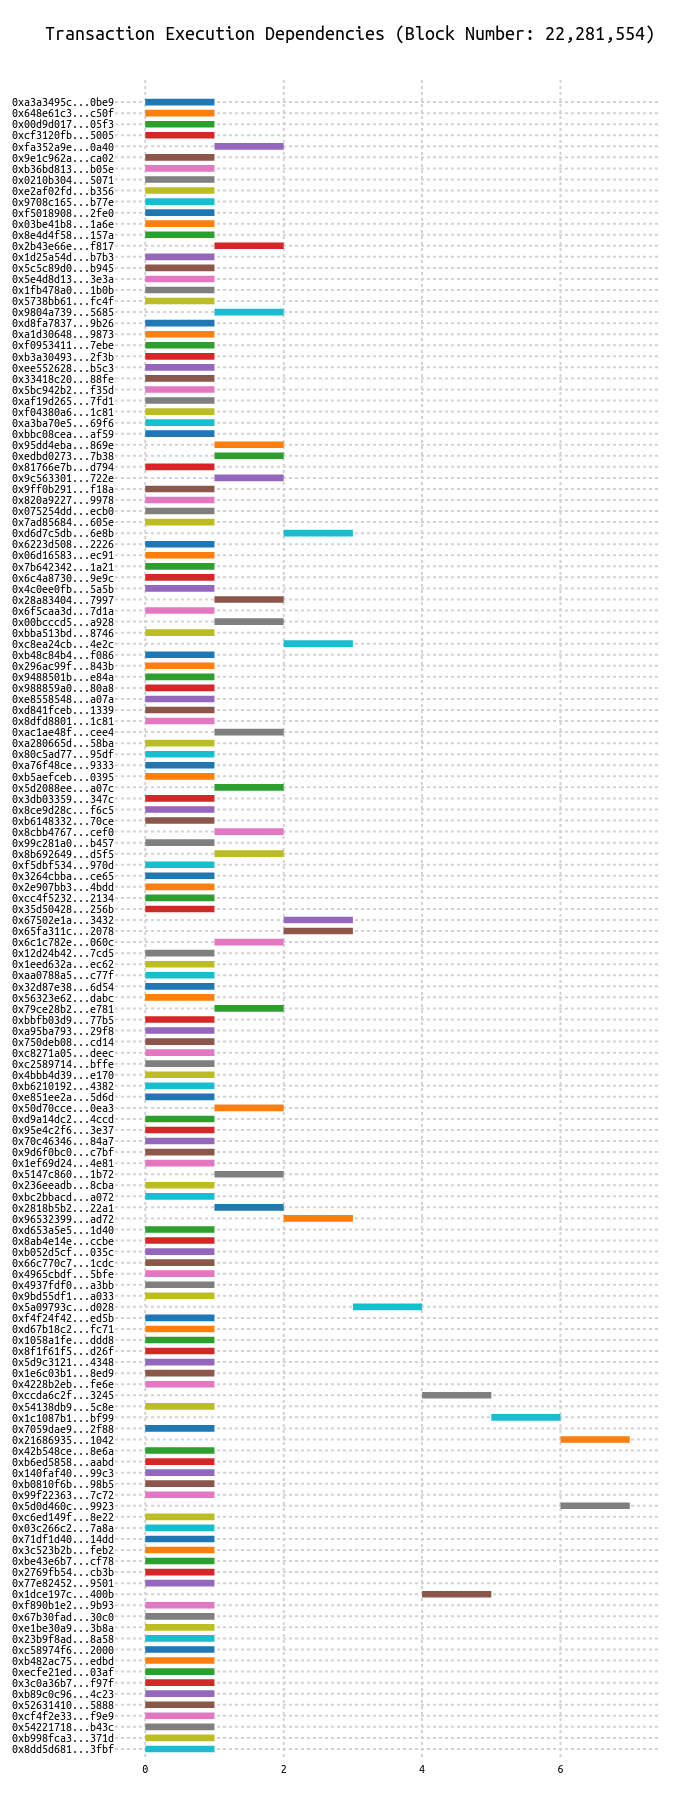 Transaction Execution Dependencies (Block Number: 22,281,554)
0xa3a3495c...0be9
0x648e61c3...c50f
0x00d9d017...05f3
0xcf3120fb...5005
0xfa352a9e...0a40
0x9e1c962a...ca02
0xb36bd813...b05e
0x0210b304...5071
0xe2af02fd...b356
0x9708c165...b77e
0xf5018908...2fe0
0x03be41b8...1a6e
0x8e4d4f58...157a
0x2b43e66e...f817
0x1d25a54d...b7b3
0x5c5c89d0...b945
0x5e4d8d13...3e3a
0x1fb478a0...1b0b
0x5738bb61...fc4f
0x9804a739...5685
0xd8fa7837...9b26
0xa1d30648...9873
0xf0953411...7ebe
0xb3a30493...2f3b
0xee552628...b5c3
0x33418c20...88fe
0x5bc942b2...f35d
0xaf19d265...7fd1
0xf04380a6...1c81
0xa3ba70e5...69f6
0xbbc08cea...af59
0x95dd4eba...869e
0xedbd0273...7b38
0x81766e7b...d794
0x9c563301...722e
0x9ff0b291...f18a
0x820a9227...9978
0x075254dd...ecb0
0x7ad85684...605e
0xd6d7c5db...6e8b
0x6223d508...2226
0x06d16583...ec91
0x7b642342...1a21
0x6c4a8730...9e9c
0x4c0ee0fb...5a5b
0x28a83404...7997
0x6f5caa3d...7d1a
0x00bcccd5...a928
0xbba513bd...8746
0xc8ea24cb...4e2c
0xb48c84b4...f086
0x296ac99f...843b
0x9488501b...e84a
0x988859a0...80a8
0xe8558548...a07a
0xd841fceb...1339
0x8dfd8801...1c81
0xac1ae48f...cee4
0xa280665d...58ba
0x80c5ad77...95df
0xa76f48ce...9333
0xb5aefceb...0395
0x5d2088ee...a07c
0x3db03359...347c
0x8ce9d28c...f6c5
0xb6148332...70ce
0x8cbb4767...cef0
0x99c281a0...b457
0x8b692649...d5f5
0xf5dbf534...970d
0x3264cbba...ce65
0x2e907bb3...4bdd
0xcc4f5232...2134
0x35d50428...256b
0x67502e1a...3432
0x65fa311c...2078
0x6c1c782e...060c
0x12d24b42...7cd5
0x1eed632a...ec62
0xaa0788a5...c77f
0x32d87e38...6d54
0x56323e62...dabc
0x79ce28b2...e781
0xbbfb03d9...77b5
0xa95ba793...29f8
0x750deb08...cd14
0xc8271a05...deec
0xc2589714...bffe
0x4bbb4d39...e170
0xb6210192...4382
0xe851ee2a...5d6d
0x50d70cce...0ea3
0xd9a14dc2...4ccd
0x95e4c2f6...3e37
0x70c46346...84a7
0x9d6f0bc0...c7bf
0x1ef69d24...4e81
0x5147c860...1b72
0x236eeadb...8cba
0xbc2bbacd...a072
0x2818b5b2...22a1
0x96532399...ad72
0xd653a5e5...1d40
0x8ab4e14e...ccbe
0xb052d5cf...035c
0x66c770c7...1cdc
0x4965cbdf...5bfe
0x4937fdf0...a3bb
0x9bd55df1...a033
0x5a09793c...d028
0xf4f24f42...ed5b
0xd67b18c2...fc71
0x1058a1fe...ddd8
0x8f1f61f5...d26f
0x5d9c3121...4348
0x1e6c03b1...8ed9
0x4228b2eb...fe6e
0xccda6c2f...3245
0x54138db9...5c8e
0x1c1087b1...bf99
0x7059dae9...2f88
0x21686935...1042
0x42b548ce...8e6a
0xb6ed5858...aabd
0x140faf40...99c3
0xb0810f6b...98b5
0x99f22363...7c72
0x5d0d460c...9923
0xc6ed149f...8e22
0x03c266c2...7a8a
0x71df1d40...14dd
0x3c523b2b...feb2
0xbe43e6b7...cf78
0x2769fb54...cb3b
0x77e82452...9501
0x1dce197c...400b
0xf890b1e2...9b93
0x67b30fad...30c0
0xe1be30a9...3b8a
0x23b9f8ad...8a58
0xc58974f6...2000
0xb482ac75...edbd
0xecfe21ed...03af
0x3c0a36b7...f97f
0xb89c0c96...4c23
0x52631410...5888
0xcf4f2e33...f9e9
0x54221718...b43c
0xb998fca3...371d
0x8dd5d681...3fbf
0 2 4 6